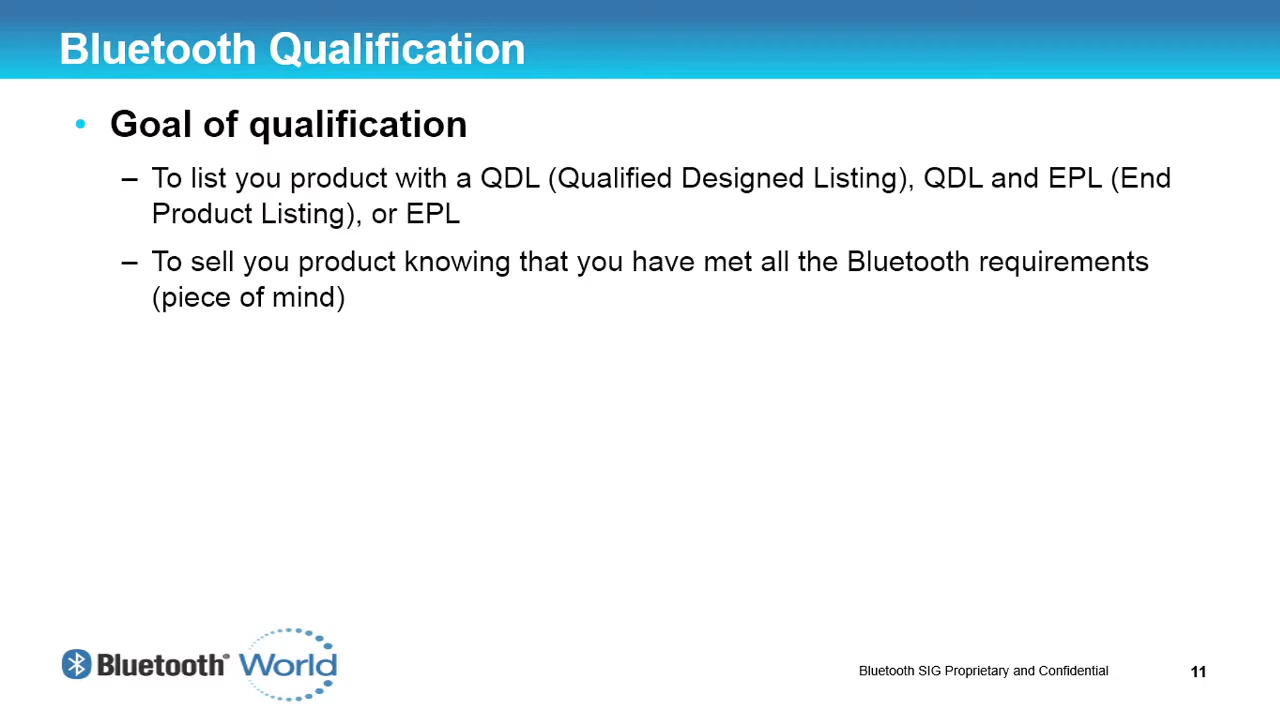 Bluetooth Qualification
• Goal of qualification
– To list you product with a QDL (Qualified Designed Listing), QDL and EPL (End
Product Listing), or EPL
– To sell you product knowing that you have met all the Bluetooth requirements
(piece of mind)
Bluetooth® World
Bluetooth SIG Proprietary and Confidential
11